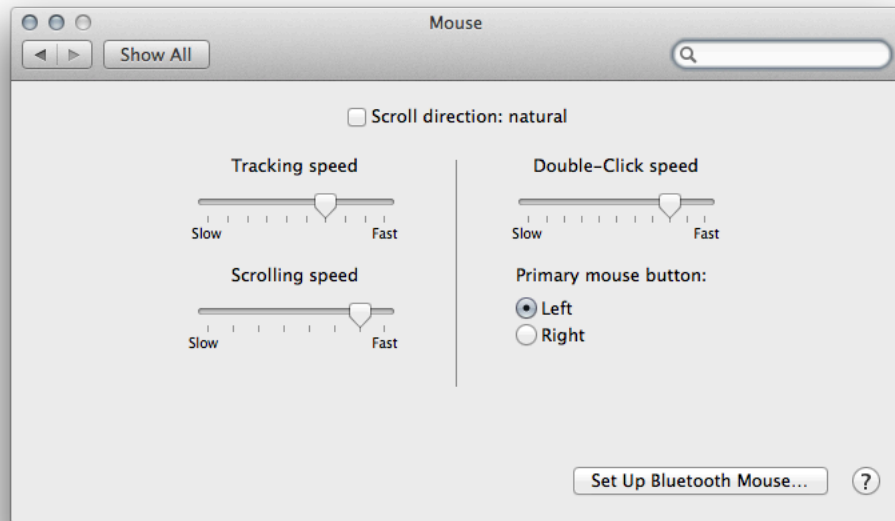 Mouse
Show All
Scroll direction: natural
Tracking speed
Slow Fast
Scrolling speed
Slow Fast
Double-Click speed
Slow Fast
Primary mouse button:
Left
Right
Set Up Bluetooth Mouse...
?